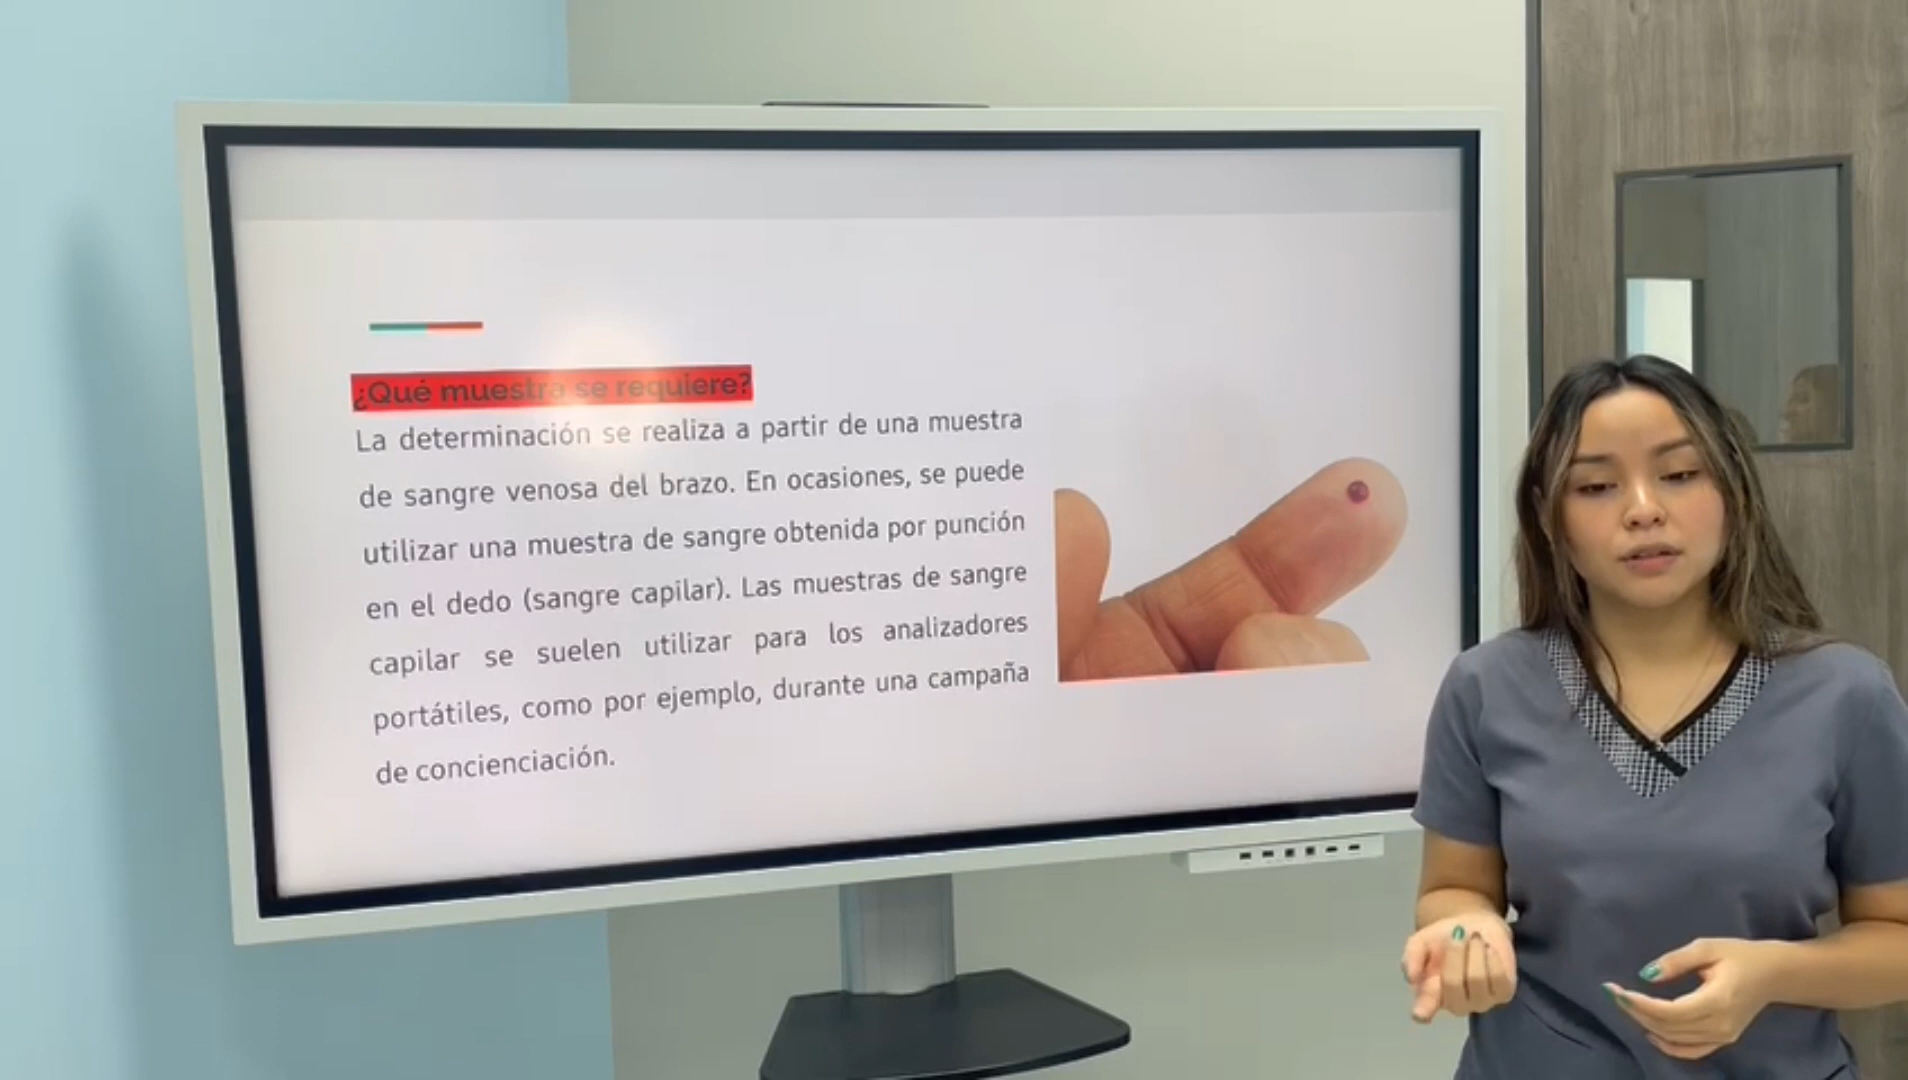 ¿Qué muestra se requiere?
La determinación se realiza a partir de una muestra
de sangre venosa del brazo. En ocasiones, se puede
utilizar una muestra de sangre obtenida por punción
en el dedo (sangre capilar). Las muestras de sangre
capilar se suelen utilizar para los analizadores
portátiles, como por ejemplo, durante una campaña
de concienciación.